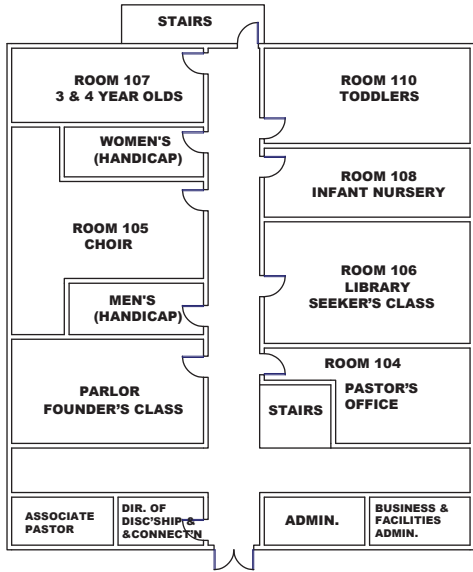 STAIRS
ROOM 107
3 & 4 YEAR OLDS
ROOM 110
TODDLERS
WOMEN'S
(HANDICAP)
ROOM 108
INFANT NURSERY
ROOM 105
CHOIR
ROOM 106
LIBRARY
SEEKER'S CLASS
MEN'S
(HANDICAP)
ROOM 104
PASTOR'S
OFFICE
PARLOR
FOUNDER'S CLASS
STAIRS
ASSOCIATE
PASTOR
DIR. OF
DISC'SHIP &
&CONNECT'N
ADMIN.
BUSINESS &
FACILITIES
ADMIN.